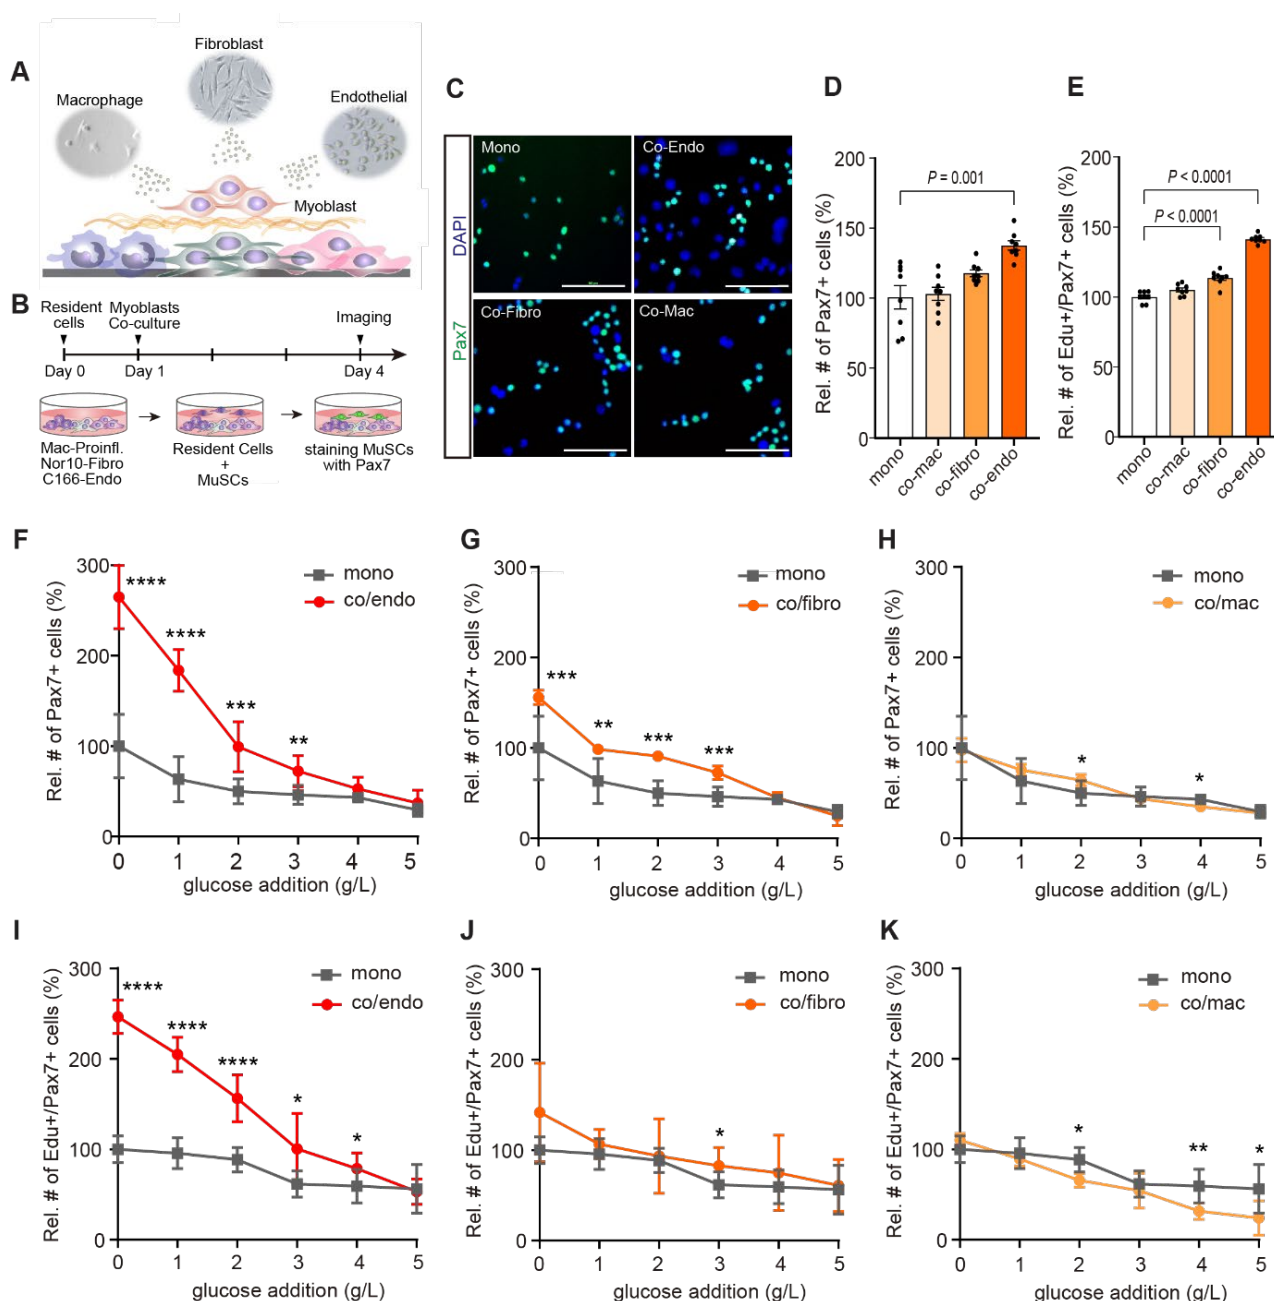 A
Fibroblast
Macrophage
Endothelial
Myoblast
B
Resident
cells
Myoblasts
Co-culture
Imaging
Day 0
Day 1
Day 4
Mac-Proinfl.
Nor10-Fibro
C166-Endo
Resident Cells
+
MuSCs
staining MuSCs
with Pax7
C
DAPI
Pax7
Mono
Co-Endo
Co-Fibro
Co-Mac
D
Rel. # of Pax7+ cells (%)
200
150
100
50
0
P = 0.001
mono
co-mac
co-fibro
co-endo
E
Rel. # of Edu+/Pax7+ cells (%)
200
150
100
50
0
P < 0.0001
P < 0.0001
mono
co-mac
co-fibro
co-endo
F
Rel. # of Pax7+ cells (%)
300
200
100
0
mono
co/endo
****
****
***
**
0 1 2 3 4 5
glucose addition (g/L)
G
Rel. # of Pax7+ cells (%)
300
200
100
0
mono
co/fibro
***
**
***
***
0 1 2 3 4 5
glucose addition (g/L)
H
Rel. # of Pax7+ cells (%)
300
200
100
0
mono
co/mac
*
*
0 1 2 3 4 5
glucose addition (g/L)
I
Rel. # of Edu+/Pax7+ cells (%)
300
200
100
0
mono
co/endo
****
****
****
*
*
0 1 2 3 4 5
glucose addition (g/L)
J
Rel. # of Edu+/Pax7+ cells (%)
300
200
100
0
mono
co/fibro
*
0 1 2 3 4 5
glucose addition (g/L)
K
Rel. # of Edu+/Pax7+ cells (%)
300
200
100
0
mono
co/mac
*
**
*
0 1 2 3 4 5
glucose addition (g/L)